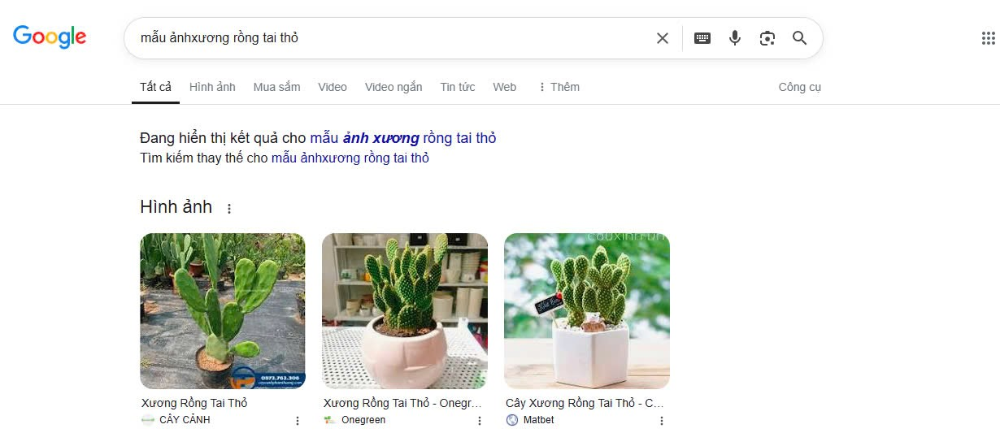 Google
mẫu ảnhxương rồng tai thỏ
Tất cả Hình ảnh Mua sắm Video Video ngắn Tin tức Web Thêm Công cụ
Đang hiển thị kết quả cho mẫu ảnh xương rồng tai thỏ
Tìm kiếm thay thế cho mẫu ảnhxương rồng tai thỏ
Hình ảnh
0973.762.306
Xương Rồng Tai Thỏ
CÂY CẢNH
Xương Rồng Tai Thỏ - Onegr...
Onegreen
Cây Xương Rồng Tai Thỏ - C...
Matbet